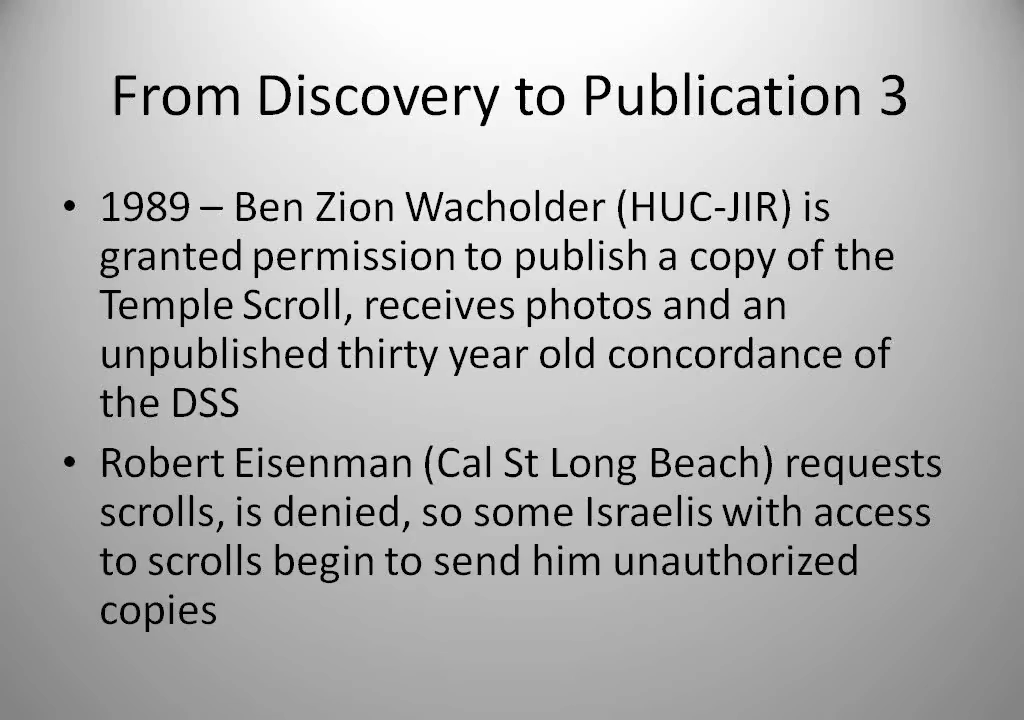 From Discovery to Publication 3
• 1989 – Ben Zion Wacholder (HUC-JIR) is
granted permission to publish a copy of the
Temple Scroll, receives photos and an
unpublished thirty year old concordance of
the DSS
• Robert Eisenman (Cal St Long Beach) requests
scrolls, is denied, so some Israelis with access
to scrolls begin to send him unauthorized
copies